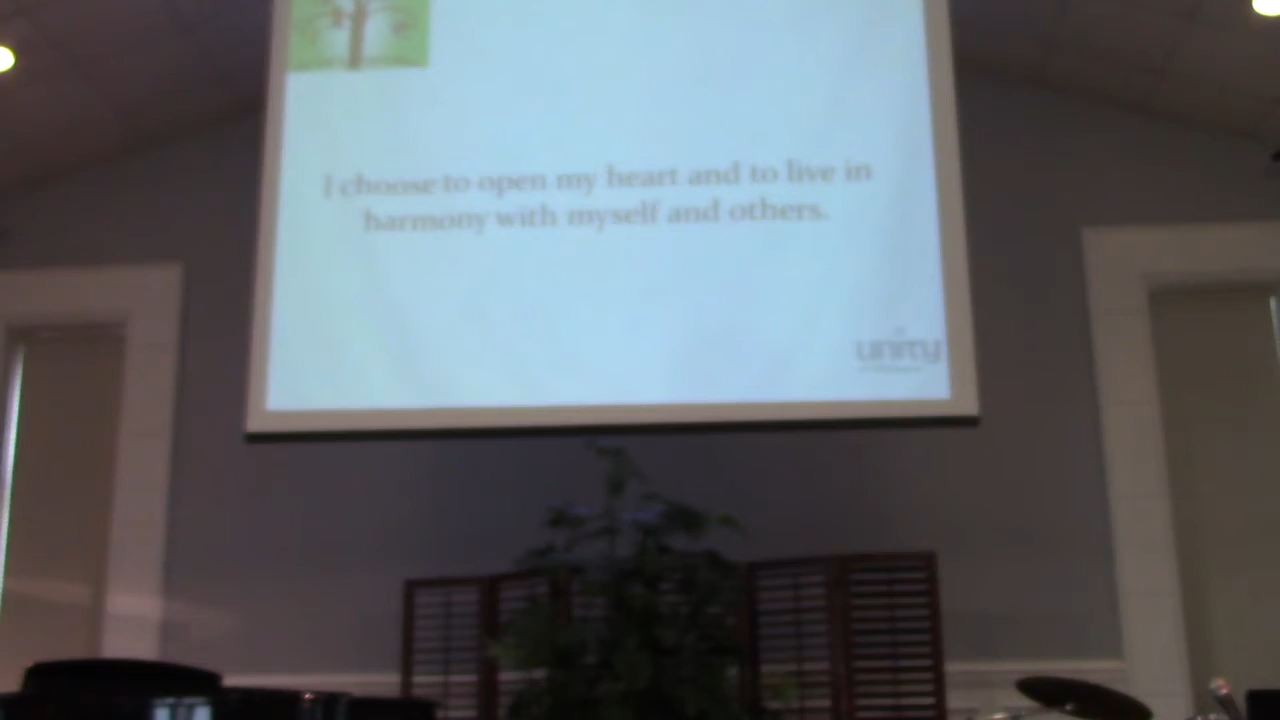 I choose to open my heart and to live in
harmony with myself and others.
unity